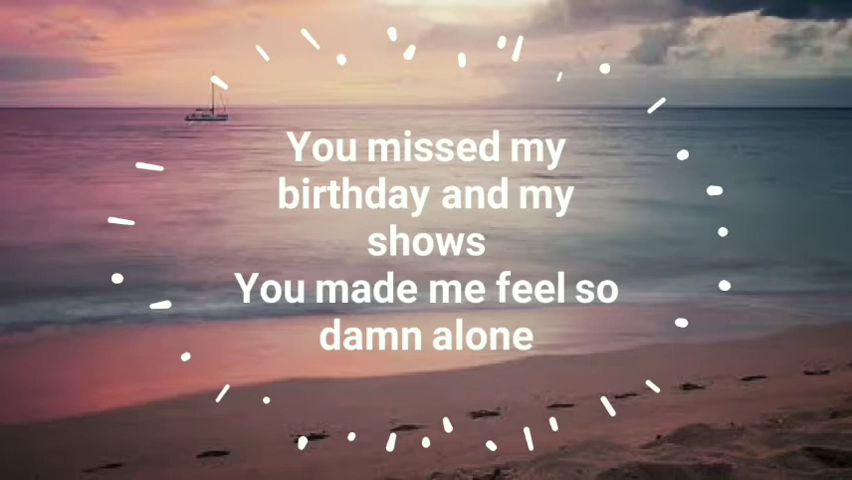 You missed my
birthday and my
shows
You made me feel so
damn alone